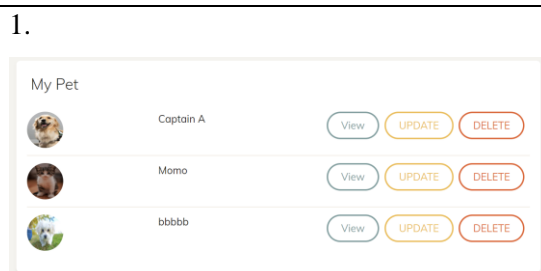 1.
My Pet
Captain A View UPDATE DELETE
Momo View UPDATE DELETE
bbbbb View UPDATE DELETE